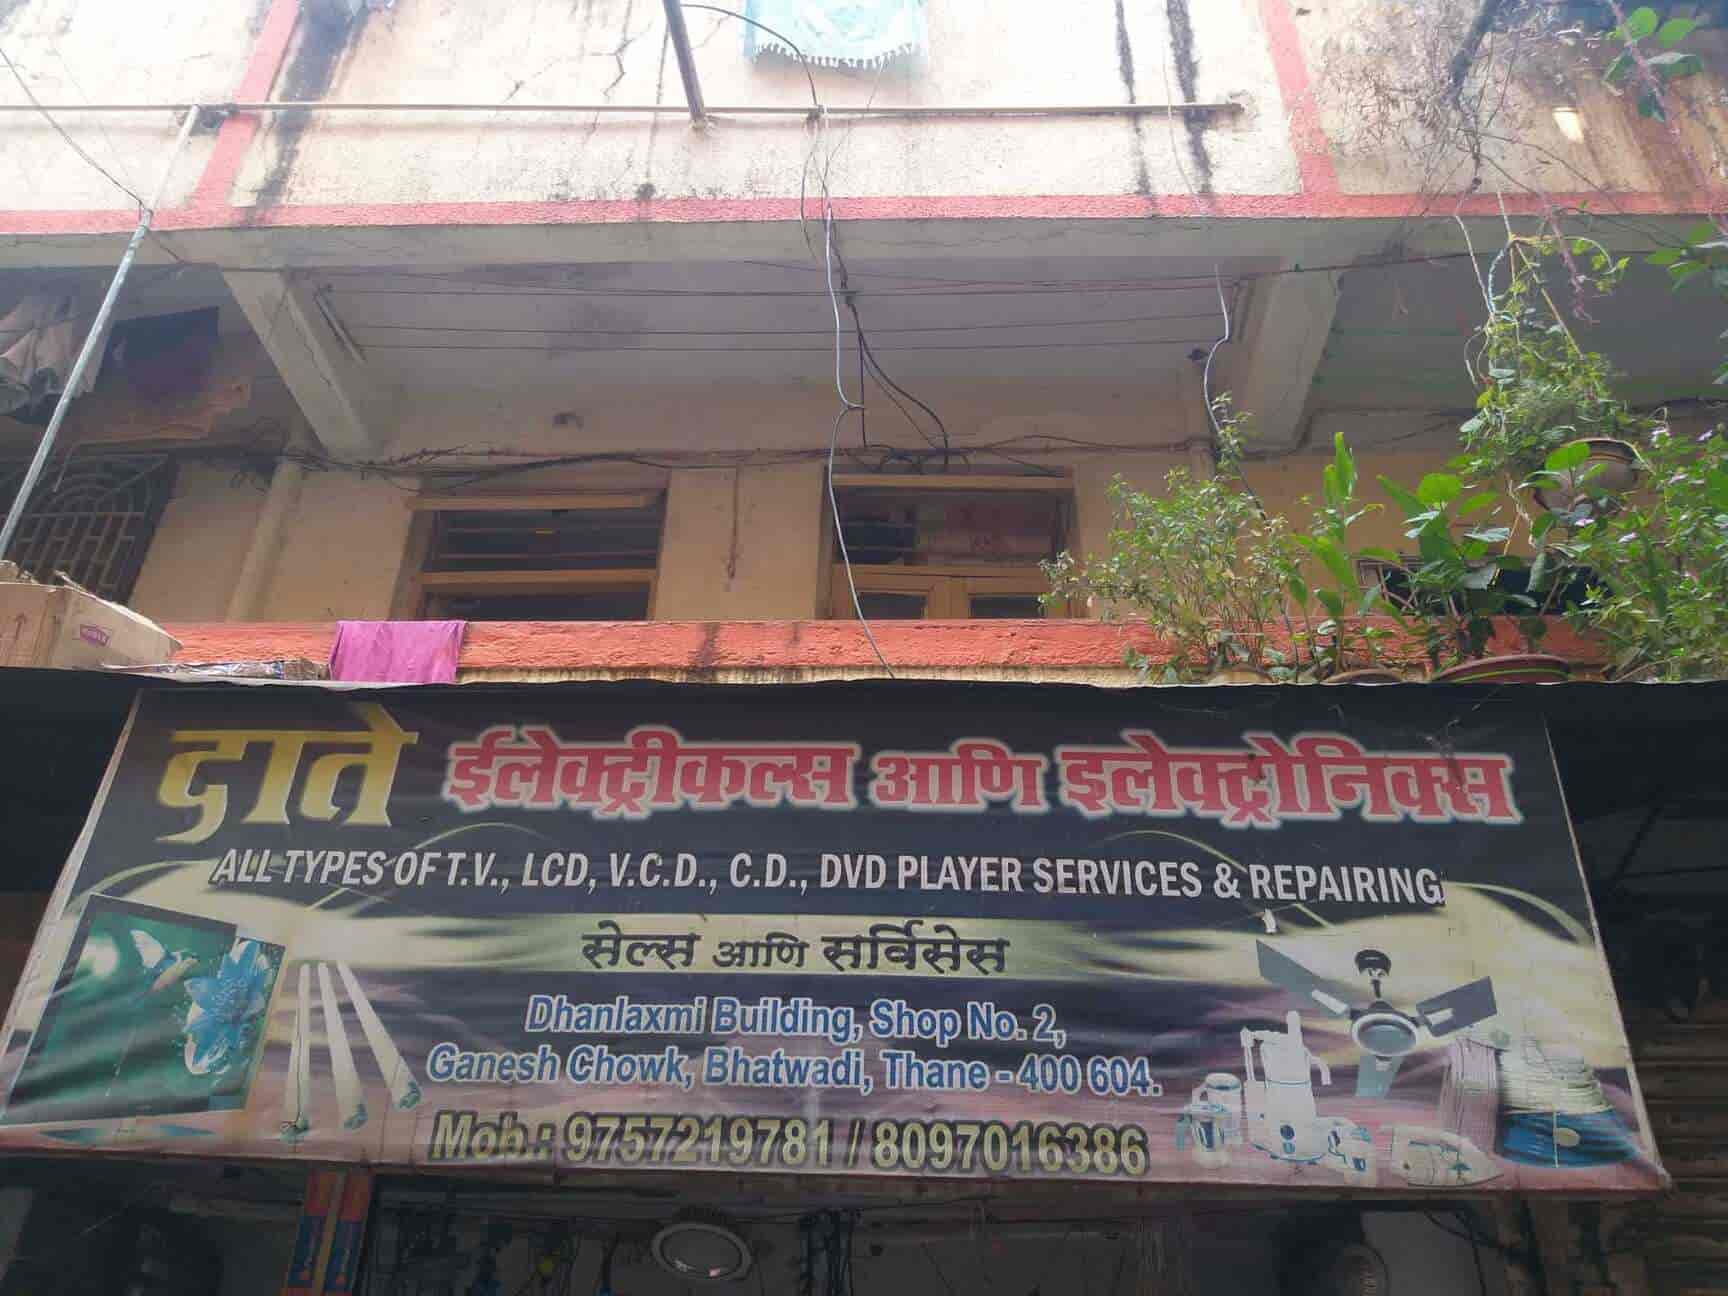 दाते ईलेक्ट्रीकल्स आणि इलेक्ट्रोनिक्स
ALL TYPES OF T.V., LCD, V.C.D., C.D., DVD PLAYER SERVICES & REPAIRING
सेल्स आणि सर्विसेस
Dhanlaxmi Building, Shop No. 2,
Ganesh Chowk, Bhatwadi, Thane - 400 604.
Mob.: 9757219781 / 8097016386